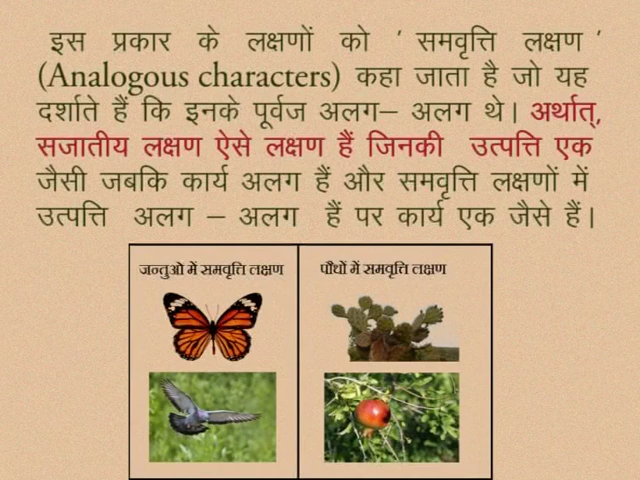 इस प्रकार के लक्षणों को ‘ समवृत्ति लक्षण ’
(Analogous characters) कहा जाता है जो यह
दर्शाते हैं कि इनके पूर्वज अलग– अलग थे। अर्थात्,
सजातीय लक्षण ऐसे लक्षण हैं जिनकी उत्पत्ति एक
जैसी जबकि कार्य अलग हैं और समवृत्ति लक्षणों में
उत्पत्ति अलग – अलग हैं पर कार्य एक जैसे हैं।
जन्तुओ में समवृत्ति लक्षण
पौधों में समवृत्ति लक्षण